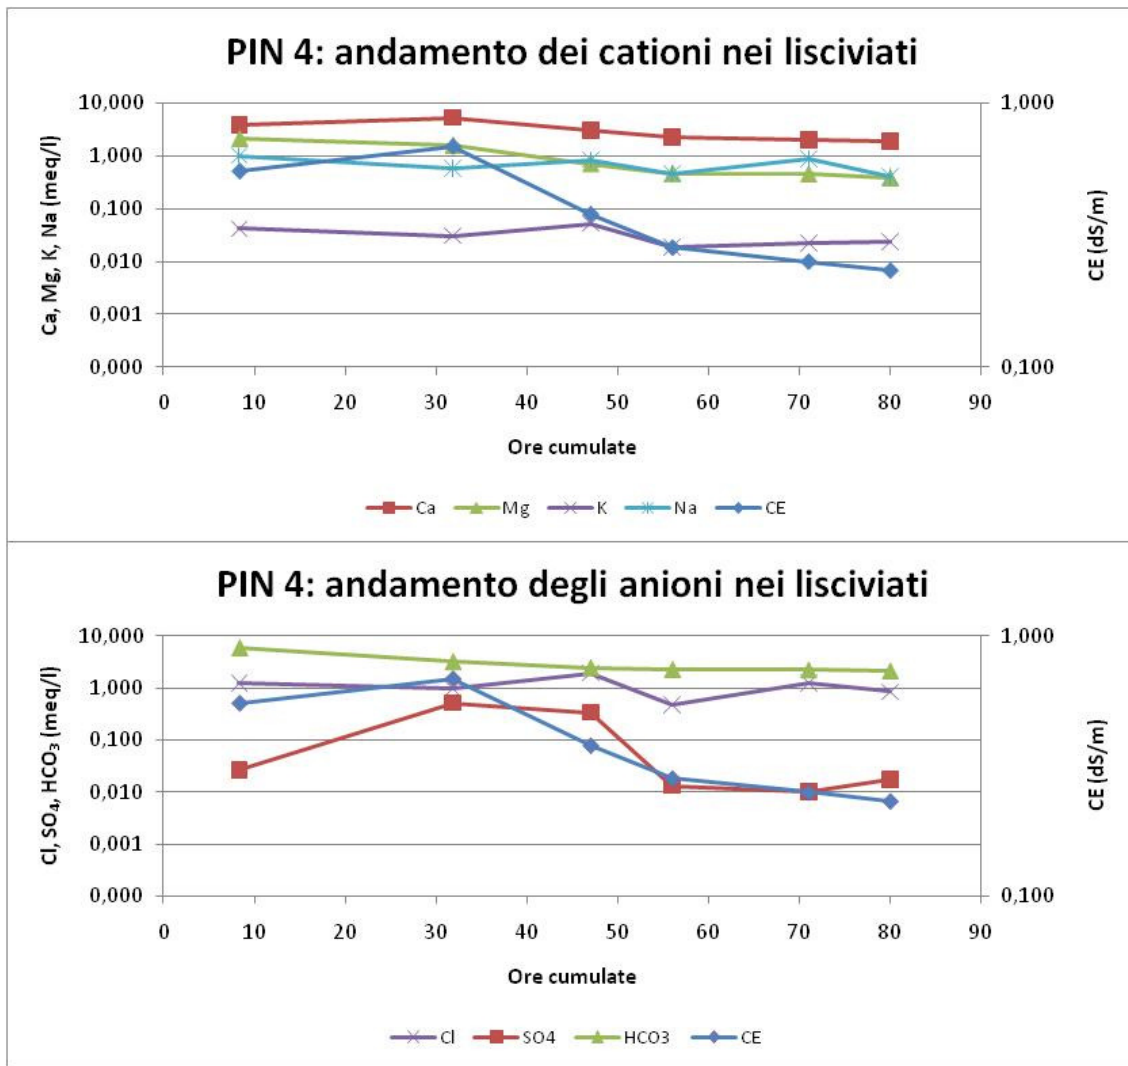 PIN 4: andamento dei cationi nei lisciviati
10,000
1,000
0,100
0,010
0,001
0,000
Ca, Mg, K, Na (meq/l)
1,000
0,100
CE (dS/m)
0 10 20 30 40 50 60 70 80 90
Ore cumulate
Ca Mg K Na CE
PIN 4: andamento degli anioni nei lisciviati
10,000
1,000
0,100
0,010
0,001
0,000
Cl, SO₄, HCO₃ (meq/l)
1,000
0,100
CE (dS/m)
0 10 20 30 40 50 60 70 80 90
Ore cumulate
Cl SO4 HCO3 CE